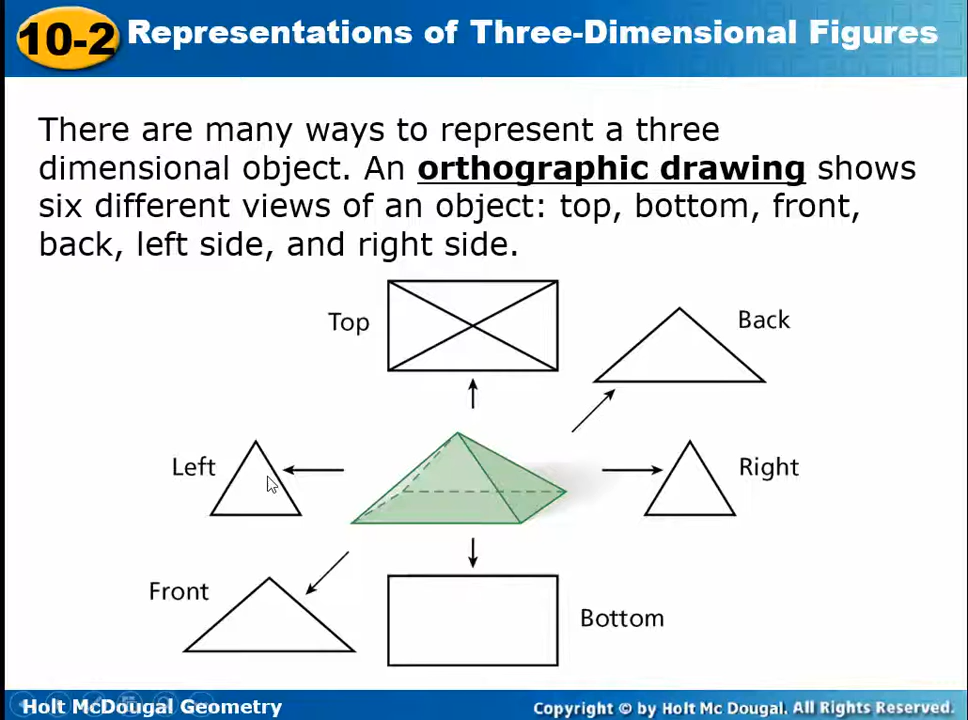 10-2 Representations of Three-Dimensional Figures
There are many ways to represent a three
dimensional object. An orthographic drawing shows
six different views of an object: top, bottom, front,
back, left side, and right side.
Top
Back
Left
Right
Front
Bottom
Holt McDougal Geometry
Copyright © by Holt Mc Dougal. All Rights Reserved.